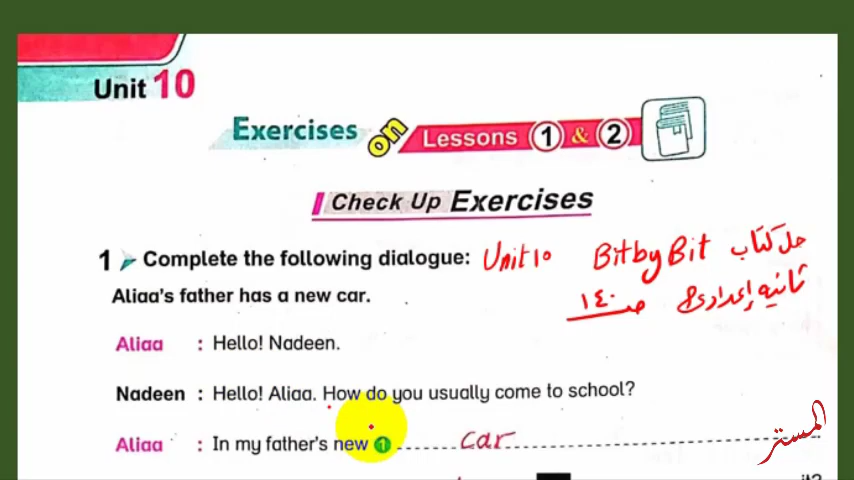 Unit 10
Exercises on Lessons 1 & 2
Check Up Exercises
1 Complete the following dialogue: Unit 10 Bit by Bit حل كتاب
Aliaa's father has a new car. ثانيه إعدادي ص ١٤٠
Aliaa : Hello! Nadeen.
Nadeen : Hello! Aliaa. How do you usually come to school?
Aliaa : In my father's new 1 car
المستر